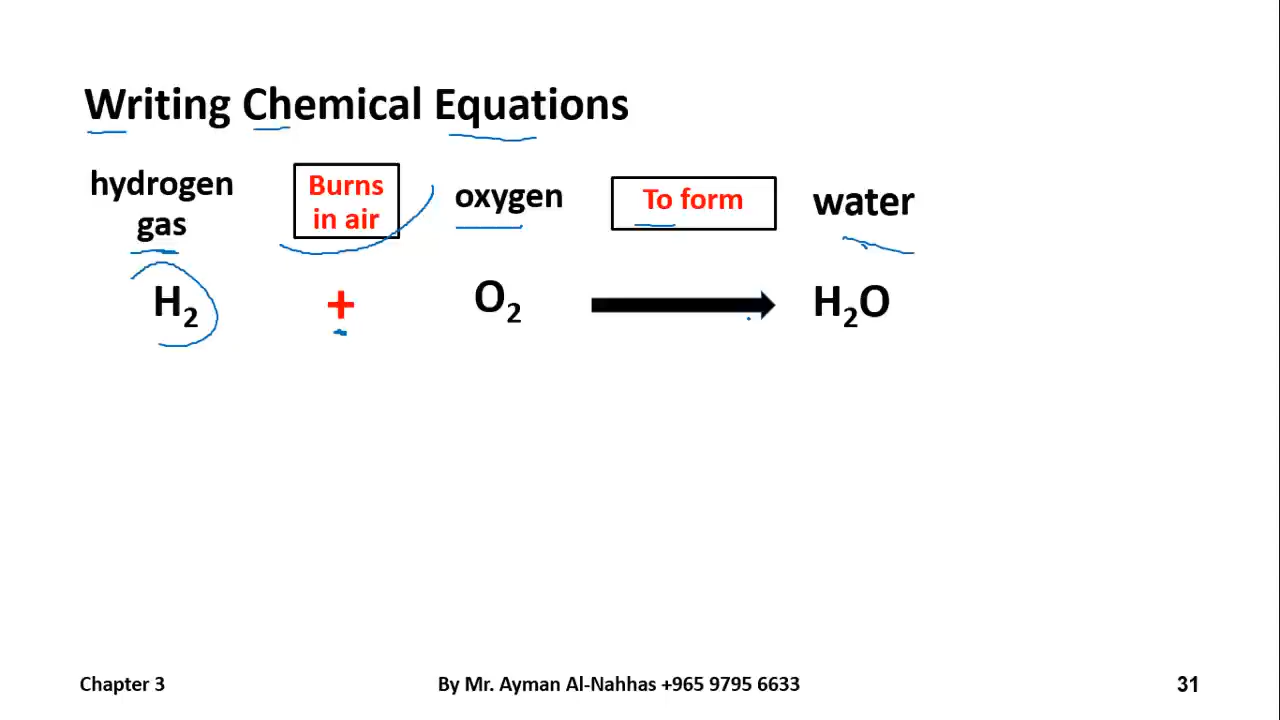 Writing Chemical Equations
hydrogen gas
Burns in air
oxygen
To form
water
H₂ + O₂ → H₂O
Chapter 3
By Mr. Ayman Al-Nahhas +965 9795 6633
31